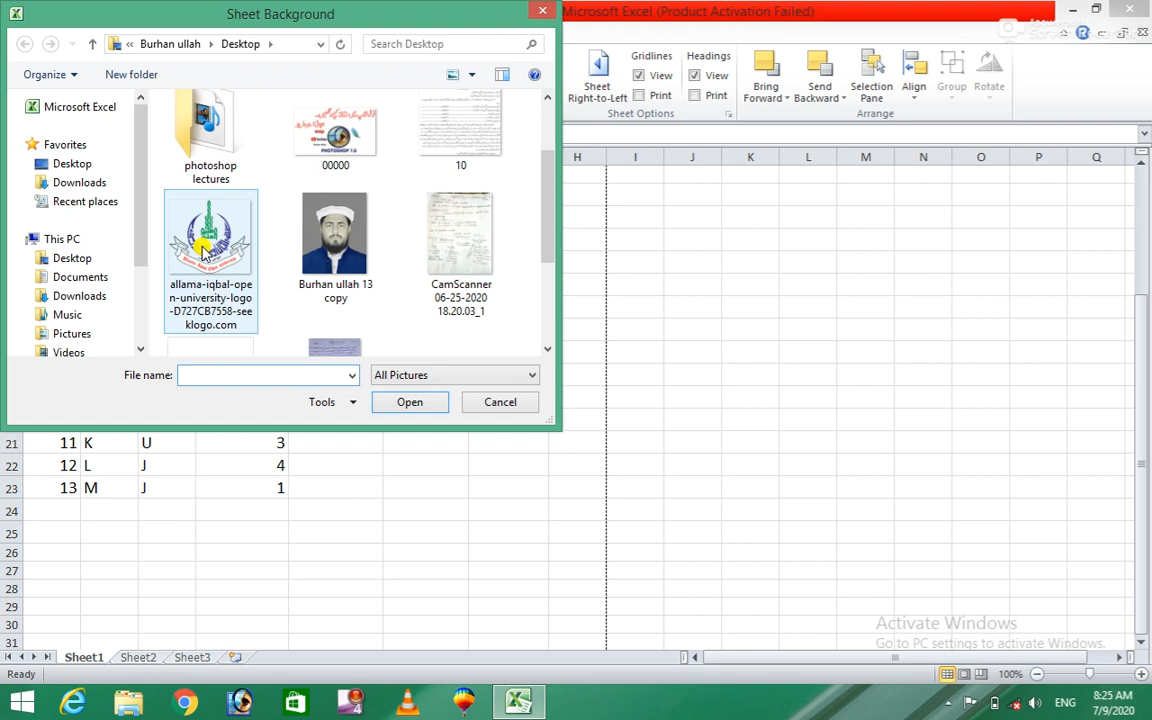 Sheet Background
Microsoft Excel (Product Activation Failed)
Burhan ullah
Desktop
Search Desktop
Organize
New folder
Microsoft Excel
Favorites
Desktop
Downloads
Recent places
This PC
Desktop
Documents
Downloads
Music
Pictures
Videos
photoshop
lectures
00000
10
allama-iqbal-ope
n-university-logo
-D727CB7558-see
klogo.com
Burhan ullah 13
copy
CamScanner
06-25-2020
18.20.03_1
File name:
All Pictures
Tools
Open
Cancel
Sheet
Right-to-Left
Gridlines
View
Print
Headings
View
Print
Sheet Options
Bring
Forward
Send
Backward
Selection
Pane
Align
Group
Rotate
Arrange
H I J K L M N O P Q
21 11 K U 3
22 12 L J 4
23 13 M J 1
24
25
26
27
28
29
30
31
Activate Windows
Go to PC settings to activate Windows.
Sheet1 Sheet2 Sheet3
Ready
100%
ENG
8:25 AM
7/9/2020